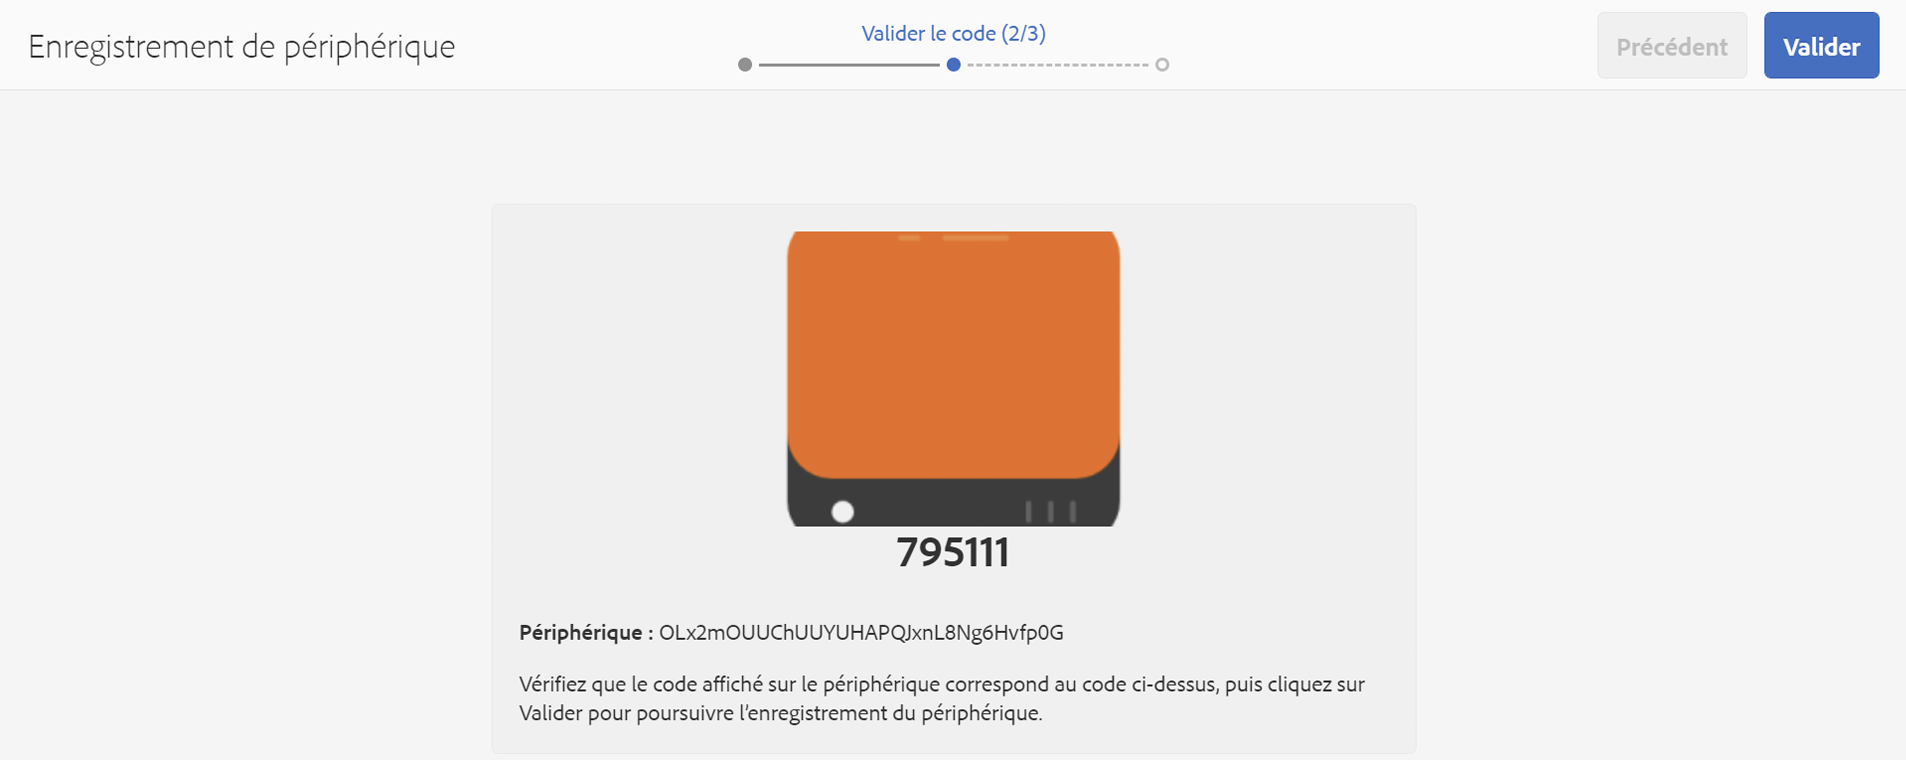 Enregistrement de périphérique
Valider le code (2/3)
Précédent
Valider
795111
Périphérique : OLx2mOUUChUUYUHAPQJxnL8Ng6Hvfp0G
Vérifiez que le code affiché sur le périphérique correspond au code ci-dessus, puis cliquez sur
Valider pour poursuivre l’enregistrement du périphérique.